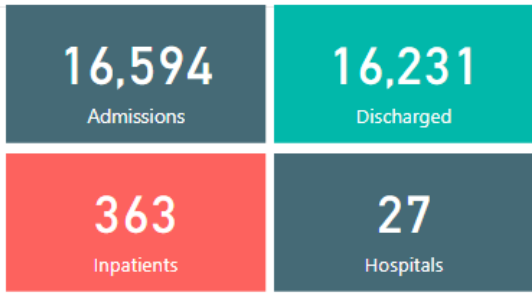 16,594
Admissions
16,231
Discharged
363
Inpatients
27
Hospitals